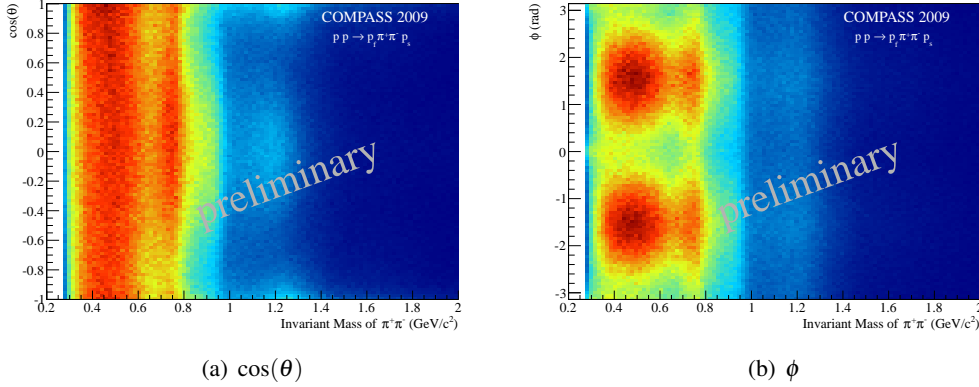 cos(θ)
1
0.8
0.6
0.4
0.2
0
-0.2
-0.4
-0.6
-0.8
-1
COMPASS 2009
p p → p_f π⁺π⁻ p_s
preliminary
0.2 0.4 0.6 0.8 1 1.2 1.4 1.6 1.8 2
Invariant Mass of π⁺π⁻ (GeV/c²)
(a) cos(θ)
ϕ (rad)
3
2
1
0
-1
-2
-3
COMPASS 2009
p p → p_f π⁺π⁻ p_s
preliminary
0.2 0.4 0.6 0.8 1 1.2 1.4 1.6 1.8 2
Invariant Mass of π⁺π⁻ (GeV/c²)
(b) ϕ